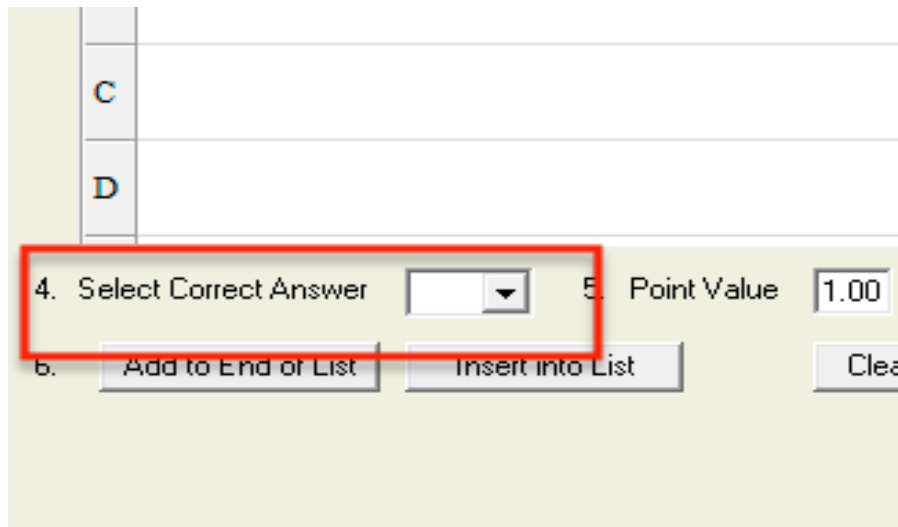 C
D
4. Select Correct Answer 5. Point Value 1.00
6. Add to End of List Insert into List